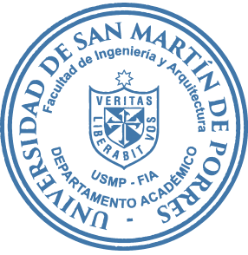 UNIVERSIDAD DE SAN MARTÍN DE PORRES -
Facultad de Ingeniería y Arquitectura
VERITAS
LIBERABIT VOS
USMP - FIA
DEPARTAMENTO ACADÉMICO